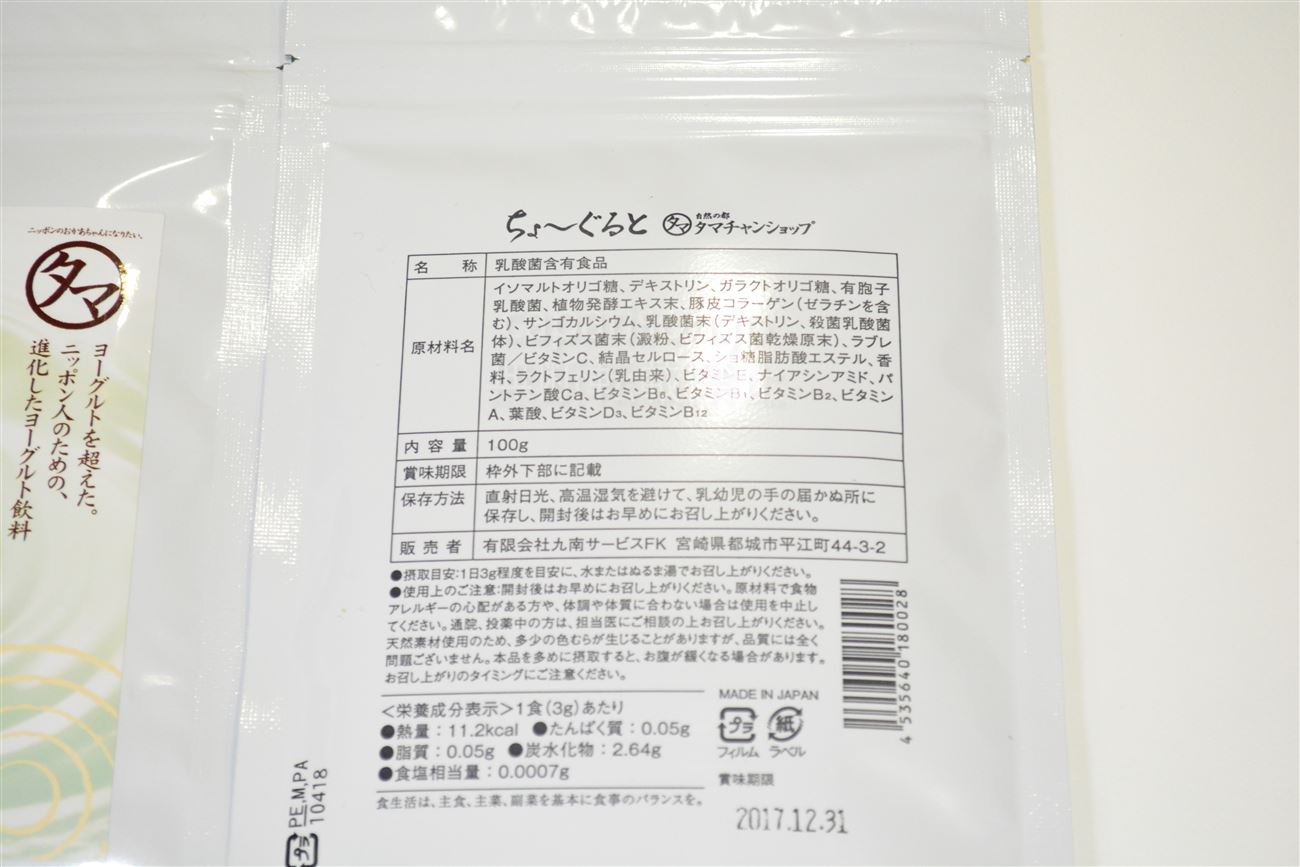 ニッポンのおかあちゃんになりたい。
タマ
ヨーグルトを超えた。
ニッポン人のための、
進化したヨーグルト飲料
ちょ〜ぐると タマ 自然の都 タマチャンショップ
名称 乳酸菌含有食品
原材料名 イソマルトオリゴ糖、デキストリン、ガラクトオリゴ糖、有胞子
乳酸菌、植物発酵エキス末、豚皮コラーゲン(ゼラチンを含
む)、サンゴカルシウム、乳酸菌末(デキストリン、殺菌乳酸菌
体)、ビフィズス菌末(澱粉、ビフィズス菌乾燥原末)、ラブレ
菌/ビタミンC、結晶セルロース、ショ糖脂肪酸エステル、香
料、ラクトフェリン(乳由来)、ビタミンE、ナイアシンアミド、パ
ントテン酸Ca、ビタミンB6、ビタミンB1、ビタミンB2、ビタミン
A、葉酸、ビタミンD3、ビタミンB12
内容量 100g
賞味期限 枠外下部に記載
保存方法 直射日光、高温湿気を避けて、乳幼児の手の届かぬ所に
保存し、開封後はお早めにお召し上がりください。
販売者 有限会社九南サービスFK 宮崎県都城市平江町44-3-2
●摂取目安:1日3g程度を目安に、水またはぬるま湯でお召し上がりください。
●使用上のご注意:開封後はお早めにお召し上がりください。原材料で食物
アレルギーの心配がある方や、体調や体質に合わない場合は使用を中止し
てください。通院、投薬中の方は、担当医にご相談の上お召し上がりください。
天然素材使用のため、多少の色むらが生じることがありますが、品質には全く
問題ございません。本品を多めに摂取すると、お腹が緩くなる場合があります。
お召し上がりのタイミングにご注意ください。
<栄養成分表示>1食(3g)あたり
●熱量:11.2kcal ●たんぱく質:0.05g
●脂質:0.05g ●炭水化物:2.64g
●食塩相当量:0.0007g
食生活は、主食、主菜、副菜を基本に食事のバランスを。
MADE IN JAPAN
プラ 紙
フィルム ラベル
賞味期限
2017.12.31
4 535640 180028
プラ PE,M,PA
10418